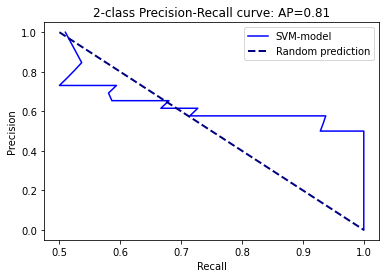 2-class Precision-Recall curve: AP=0.81
SVM-model
Random prediction
Precision
1.0
0.8
0.6
0.4
0.2
0.0
0.5 0.6 0.7 0.8 0.9 1.0
Recall